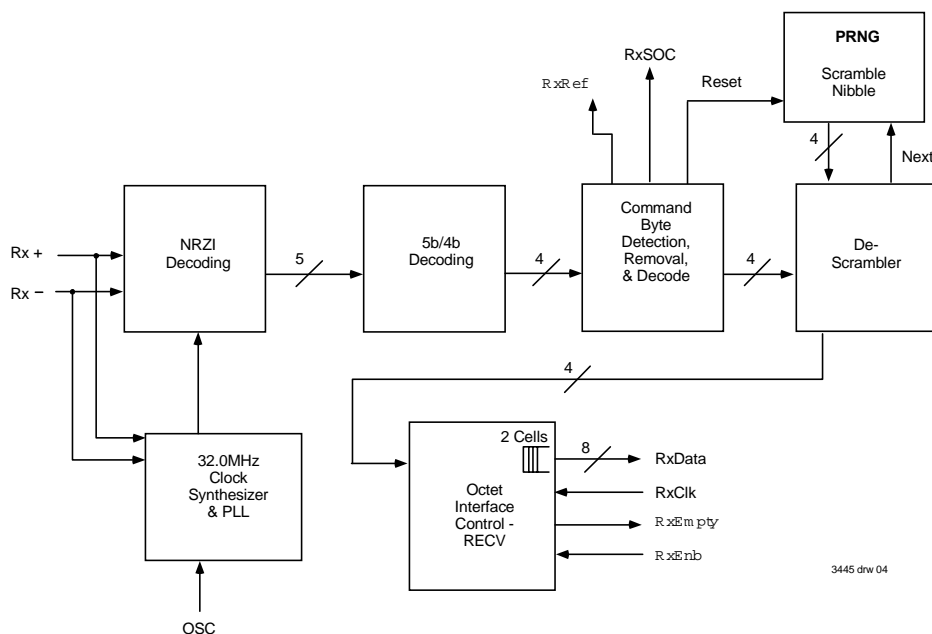 PRNG
Scramble
Nibble
RxSOC
RxRef
Reset
4
Next
Rx +
Rx −
NRZI
Decoding
5
5b/4b
Decoding
4
Command
Byte
Detection,
Removal,
& Decode
4
De-
Scrambler
4
32.0MHz
Clock
Synthesizer
& PLL
OSC
2 Cells
Octet
Interface
Control -
RECV
8
RxData
RxClk
RxEmpty
RxEnb
3445 drw 04